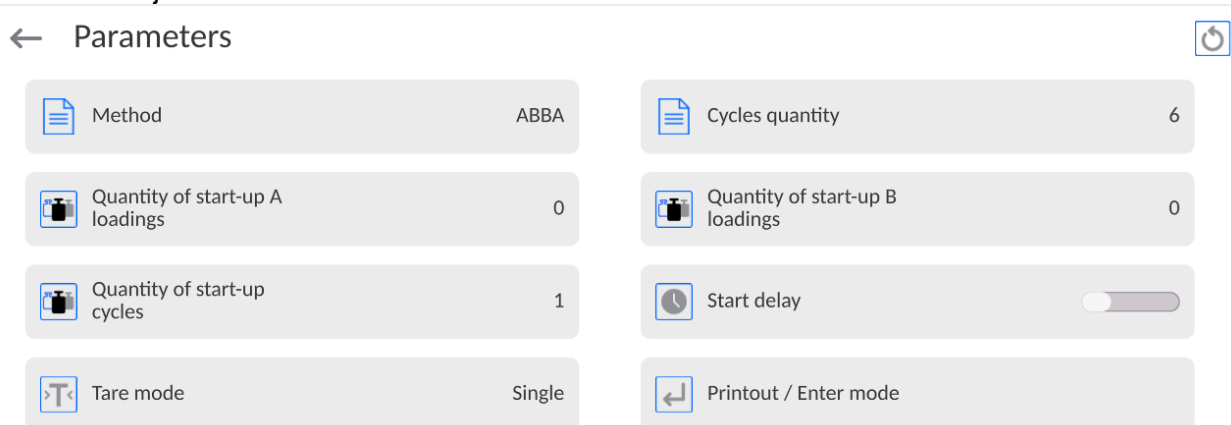 Parameters
Method ABBA
Cycles quantity 6
Quantity of start-up A
loadings 0
Quantity of start-up B
loadings 0
Quantity of start-up
cycles 1
Start delay
>T< Tare mode Single
Printout / Enter mode